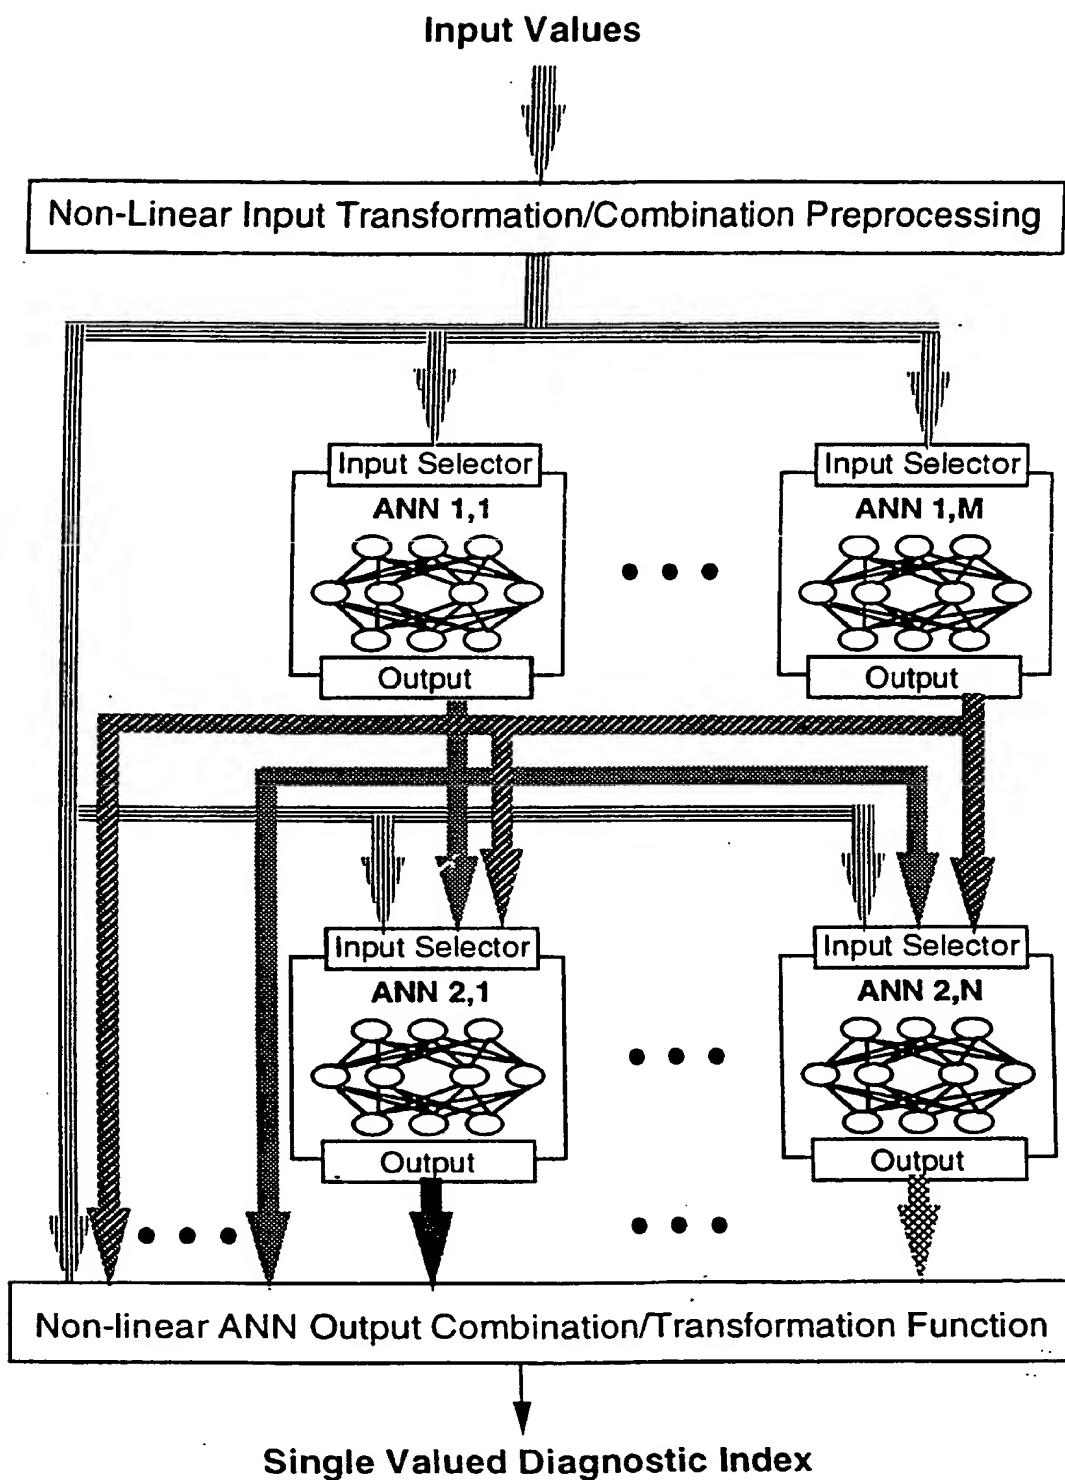 Input Values
Non-Linear Input Transformation/Combination Preprocessing
Input Selector
ANN 1,1
Output
Input Selector
ANN 1,M
Output
Input Selector
ANN 2,1
Output
Input Selector
ANN 2,N
Output
Non-linear ANN Output Combination/Transformation Function
Single Valued Diagnostic Index